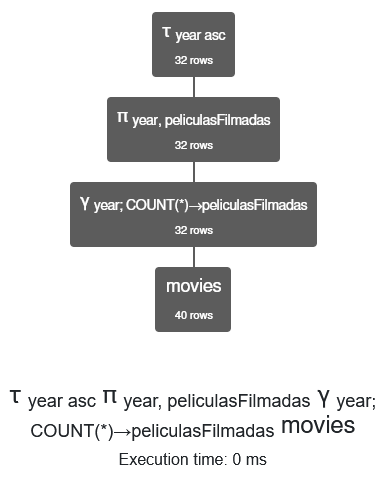 τ year asc
32 rows
π year, peliculasFilmadas
32 rows
γ year; COUNT(*)→peliculasFilmadas
32 rows
movies
40 rows
τ year asc π year, peliculasFilmadas γ year;
COUNT(*)→peliculasFilmadas movies
Execution time: 0 ms